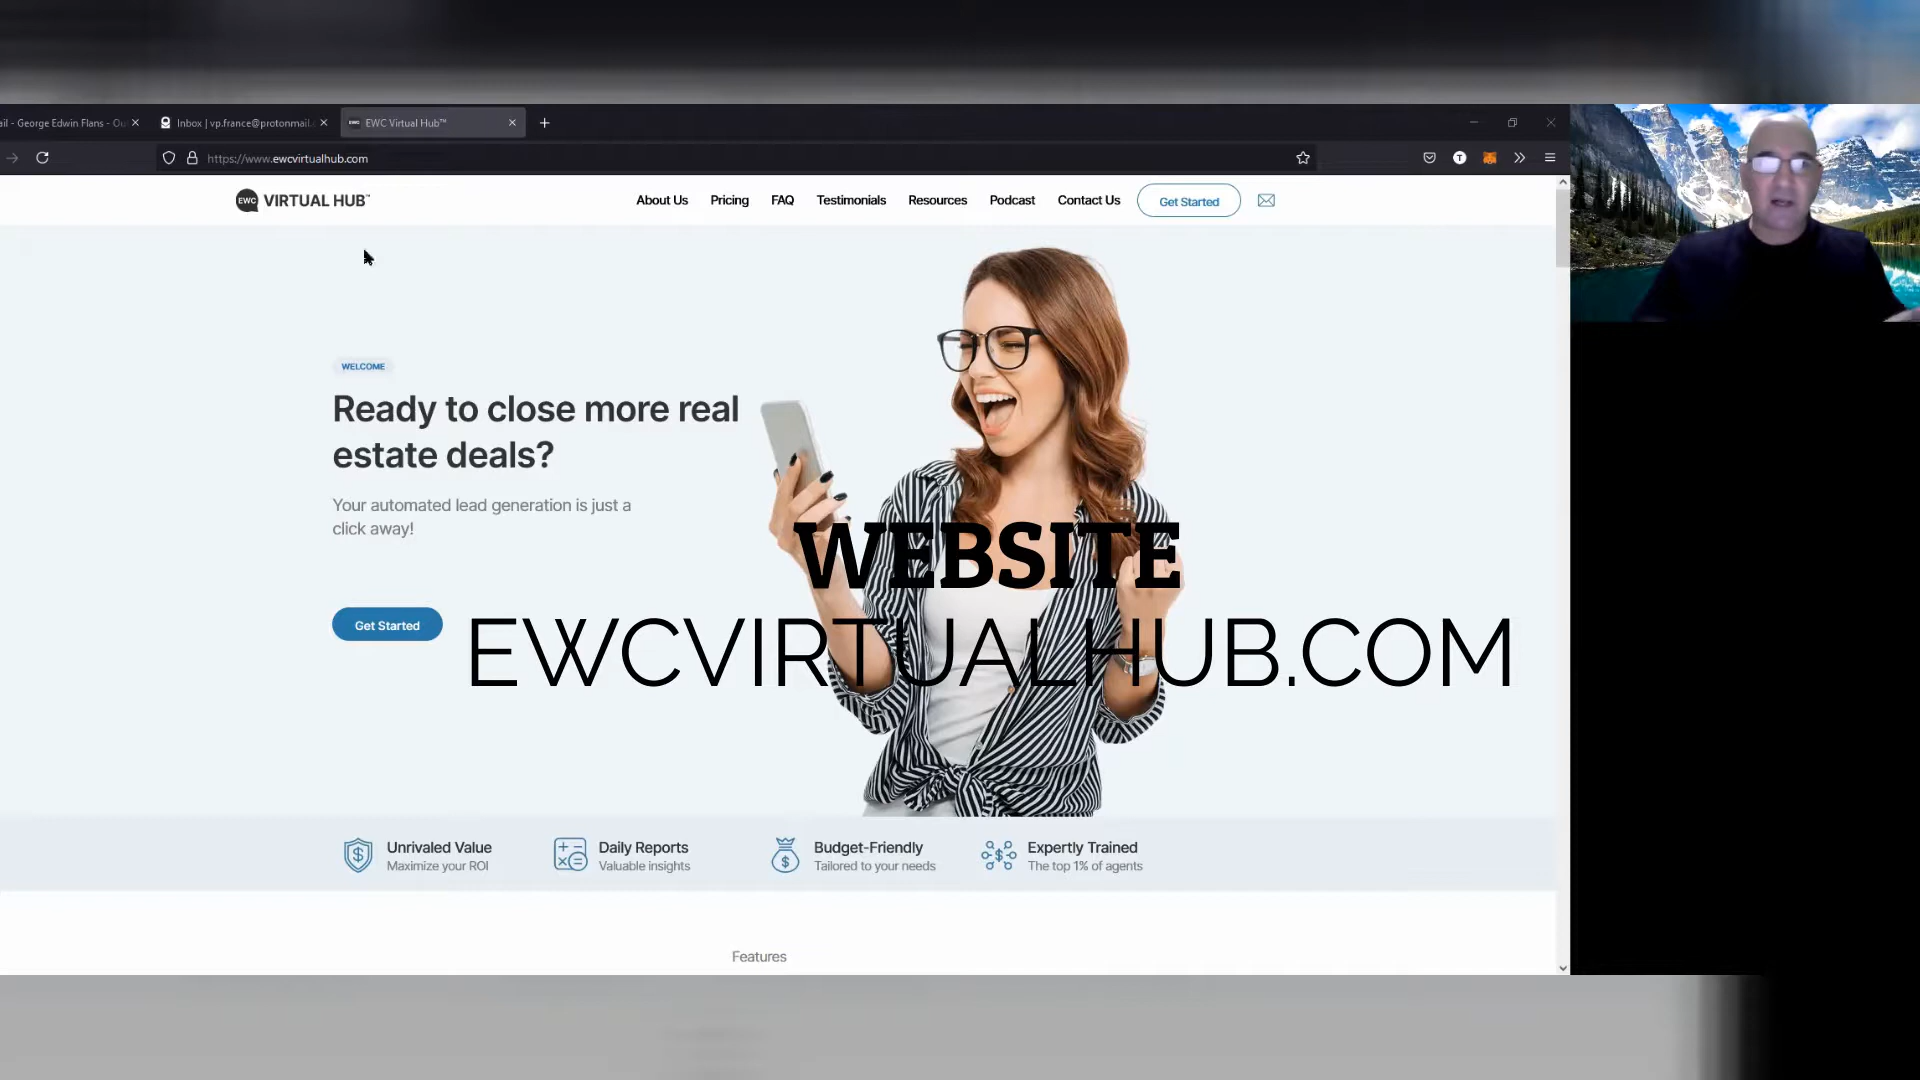 ail - George Edwin Flans - Ou
Inbox | vp.france@protonmail.
EWC Virtual Hub™
https://www.ewcvirtualhub.com
T
EWC VIRTUAL HUB™
About Us
Pricing
FAQ
Testimonials
Resources
Podcast
Contact Us
Get Started
WELCOME
Ready to close more real
estate deals?
Your automated lead generation is just a
click away!
Get Started
WEBSITE
EWCVIRTUALHUB.COM
Unrivaled Value
Maximize your ROI
Daily Reports
Valuable insights
Budget-Friendly
Tailored to your needs
Expertly Trained
The top 1% of agents
Features